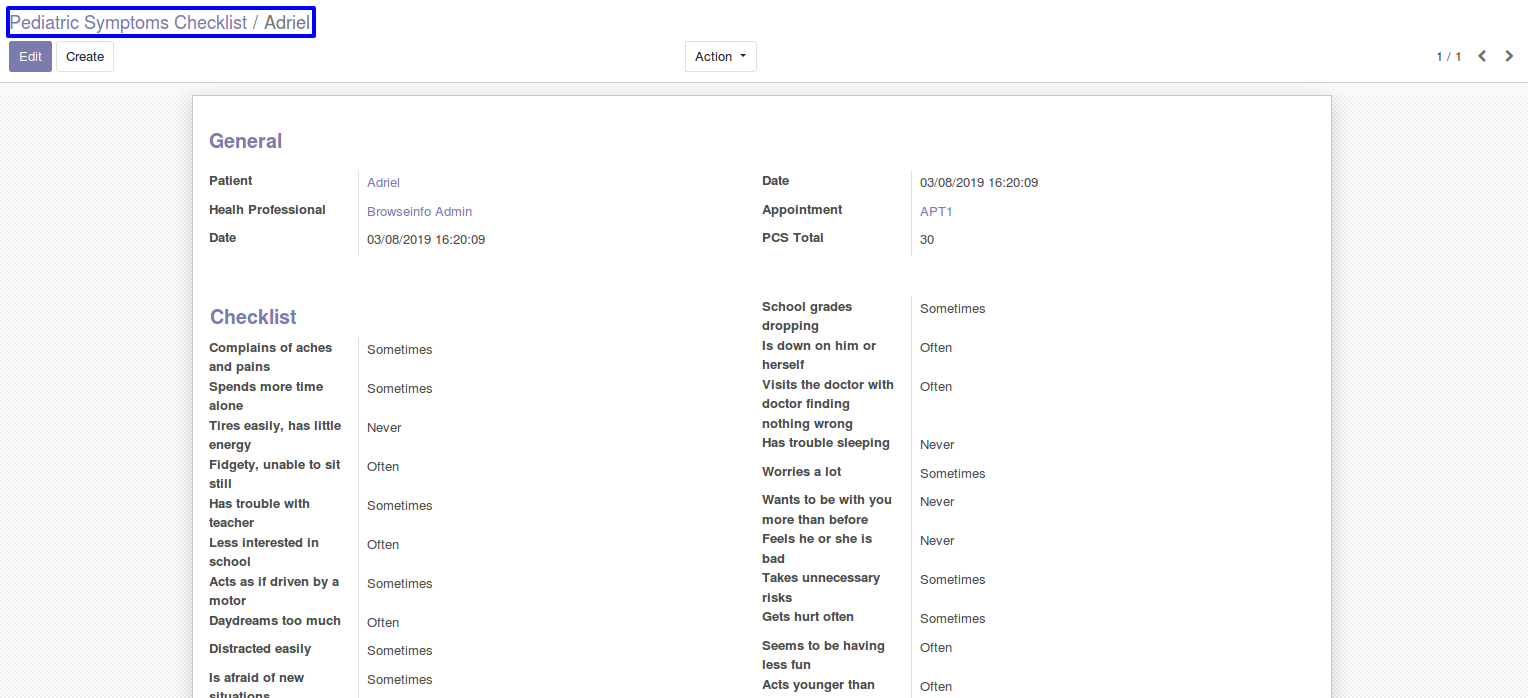 Pediatric Symptoms Checklist / Adriel
Edit
Create
Action
1 / 1
General
Patient
Adriel
Healh Professional
Browseinfo Admin
Date
03/08/2019 16:20:09
Date
03/08/2019 16:20:09
Appointment
APT1
PCS Total
30
Checklist
Complains of aches
and pains
Sometimes
Spends more time
alone
Sometimes
Tires easily, has little
energy
Never
Fidgety, unable to sit
still
Often
Has trouble with
teacher
Sometimes
Less interested in
school
Often
Acts as if driven by a
motor
Sometimes
Daydreams too much
Often
Distracted easily
Sometimes
Is afraid of new
situations
Sometimes
School grades
dropping
Sometimes
Is down on him or
herself
Often
Visits the doctor with
doctor finding
nothing wrong
Often
Has trouble sleeping
Never
Worries a lot
Sometimes
Wants to be with you
more than before
Never
Feels he or she is
bad
Never
Takes unnecessary
risks
Sometimes
Gets hurt often
Sometimes
Seems to be having
less fun
Often
Acts younger than
Often